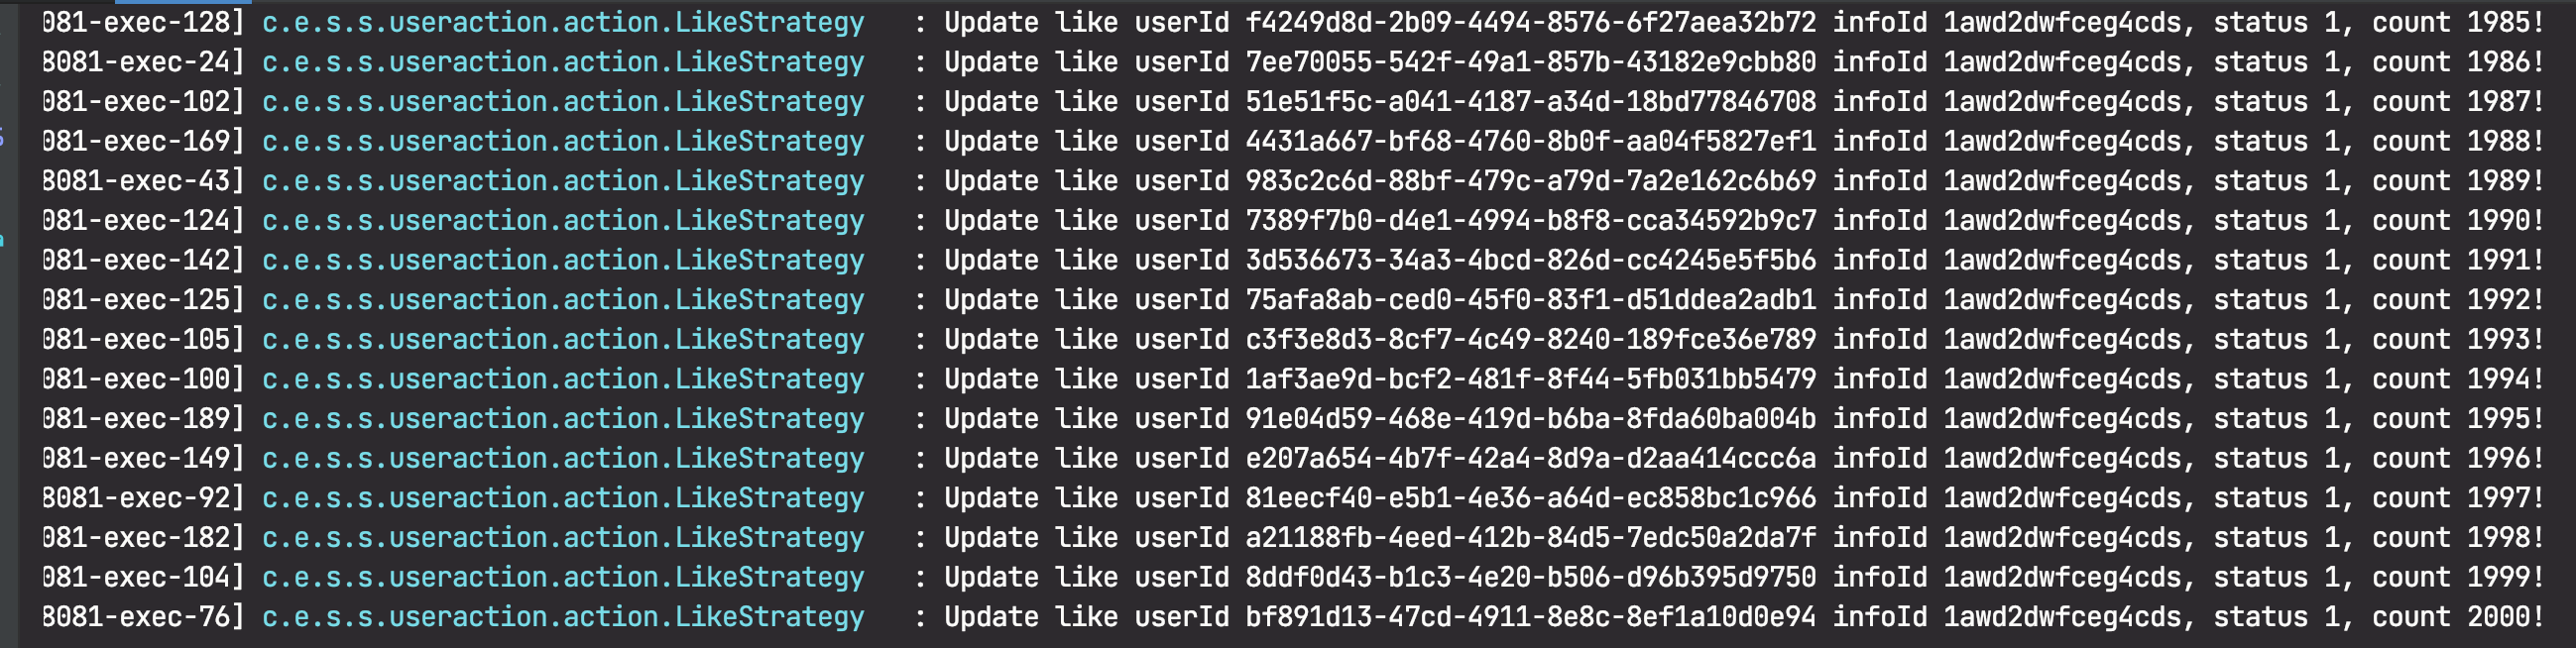 081-exec-128] c.e.s.s.useraction.action.LikeStrategy : Update like userId f4249d8d-2b09-4494-8576-6f27aea32b72 infoId 1awd2dwfceg4cds, status 1, count 1985!
8081-exec-24] c.e.s.s.useraction.action.LikeStrategy : Update like userId 7ee70055-542f-49a1-857b-43182e9cbb80 infoId 1awd2dwfceg4cds, status 1, count 1986!
081-exec-102] c.e.s.s.useraction.action.LikeStrategy : Update like userId 51e51f5c-a041-4187-a34d-18bd77846708 infoId 1awd2dwfceg4cds, status 1, count 1987!
081-exec-169] c.e.s.s.useraction.action.LikeStrategy : Update like userId 4431a667-bf68-4760-8b0f-aa04f5827ef1 infoId 1awd2dwfceg4cds, status 1, count 1988!
8081-exec-43] c.e.s.s.useraction.action.LikeStrategy : Update like userId 983c2c6d-88bf-479c-a79d-7a2e162c6b69 infoId 1awd2dwfceg4cds, status 1, count 1989!
081-exec-124] c.e.s.s.useraction.action.LikeStrategy : Update like userId 7389f7b0-d4e1-4994-b8f8-cca34592b9c7 infoId 1awd2dwfceg4cds, status 1, count 1990!
081-exec-142] c.e.s.s.useraction.action.LikeStrategy : Update like userId 3d536673-34a3-4bcd-826d-cc4245e5f5b6 infoId 1awd2dwfceg4cds, status 1, count 1991!
081-exec-125] c.e.s.s.useraction.action.LikeStrategy : Update like userId 75afa8ab-ced0-45f0-83f1-d51ddea2adb1 infoId 1awd2dwfceg4cds, status 1, count 1992!
081-exec-105] c.e.s.s.useraction.action.LikeStrategy : Update like userId c3f3e8d3-8cf7-4c49-8240-189fce36e789 infoId 1awd2dwfceg4cds, status 1, count 1993!
081-exec-100] c.e.s.s.useraction.action.LikeStrategy : Update like userId 1af3ae9d-bcf2-481f-8f44-5fb031bb5479 infoId 1awd2dwfceg4cds, status 1, count 1994!
081-exec-189] c.e.s.s.useraction.action.LikeStrategy : Update like userId 91e04d59-468e-419d-b6ba-8fda60ba004b infoId 1awd2dwfceg4cds, status 1, count 1995!
081-exec-149] c.e.s.s.useraction.action.LikeStrategy : Update like userId e207a654-4b7f-42a4-8d9a-d2aa414ccc6a infoId 1awd2dwfceg4cds, status 1, count 1996!
8081-exec-92] c.e.s.s.useraction.action.LikeStrategy : Update like userId 81eecf40-e5b1-4e36-a64d-ec858bc1c966 infoId 1awd2dwfceg4cds, status 1, count 1997!
081-exec-182] c.e.s.s.useraction.action.LikeStrategy : Update like userId a21188fb-4eed-412b-84d5-7edc50a2da7f infoId 1awd2dwfceg4cds, status 1, count 1998!
081-exec-104] c.e.s.s.useraction.action.LikeStrategy : Update like userId 8ddf0d43-b1c3-4e20-b506-d96b395d9750 infoId 1awd2dwfceg4cds, status 1, count 1999!
8081-exec-76] c.e.s.s.useraction.action.LikeStrategy : Update like userId bf891d13-47cd-4911-8e8c-8ef1a10d0e94 infoId 1awd2dwfceg4cds, status 1, count 2000!